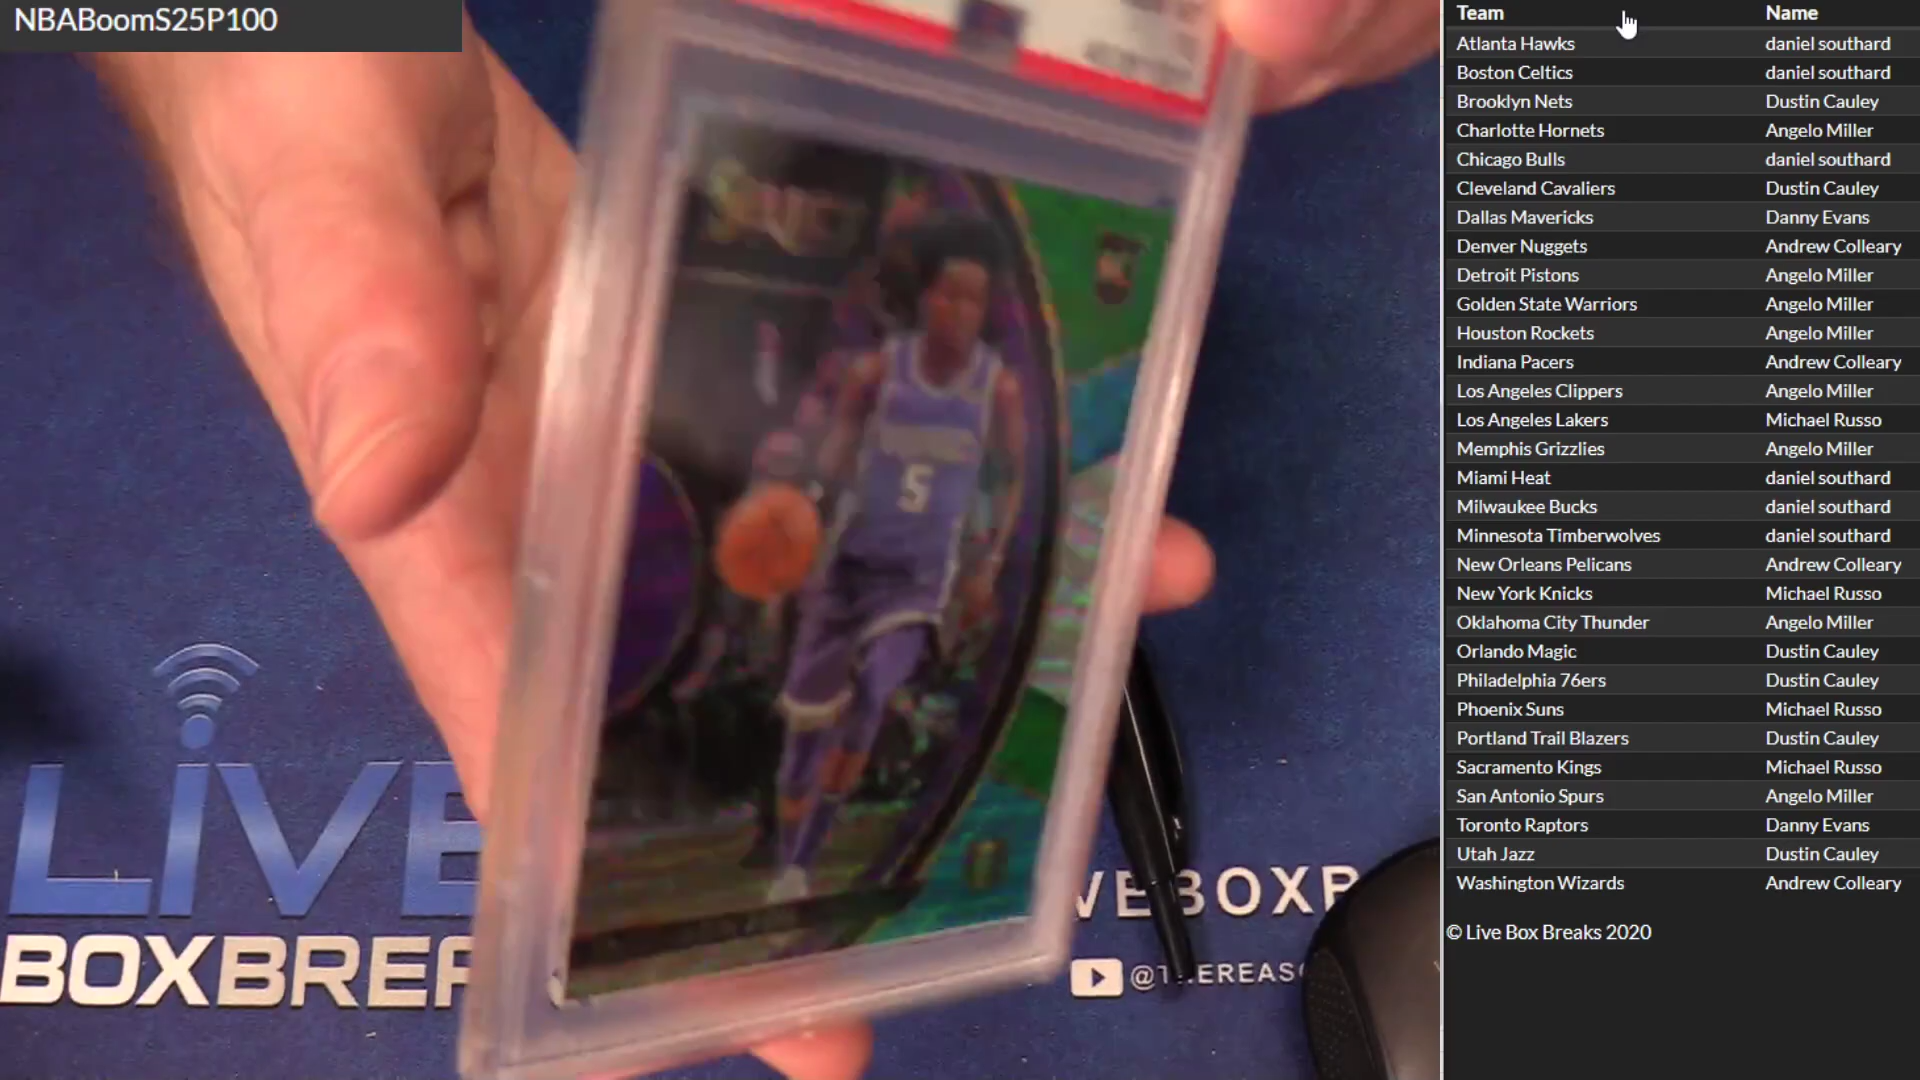 NBABoomS25P100
Team Name
Atlanta Hawks daniel southard
Boston Celtics daniel southard
Brooklyn Nets Dustin Cauley
Charlotte Hornets Angelo Miller
Chicago Bulls daniel southard
Cleveland Cavaliers Dustin Cauley
Dallas Mavericks Danny Evans
Denver Nuggets Andrew Colleary
Detroit Pistons Angelo Miller
Golden State Warriors Angelo Miller
Houston Rockets Angelo Miller
Indiana Pacers Andrew Colleary
Los Angeles Clippers Angelo Miller
Los Angeles Lakers Michael Russo
Memphis Grizzlies Angelo Miller
Miami Heat daniel southard
Milwaukee Bucks daniel southard
Minnesota Timberwolves daniel southard
New Orleans Pelicans Andrew Colleary
New York Knicks Michael Russo
Oklahoma City Thunder Angelo Miller
Orlando Magic Dustin Cauley
Philadelphia 76ers Dustin Cauley
Phoenix Suns Michael Russo
Portland Trail Blazers Dustin Cauley
Sacramento Kings Michael Russo
San Antonio Spurs Angelo Miller
Toronto Raptors Danny Evans
Utah Jazz Dustin Cauley
Washington Wizards Andrew Colleary
© Live Box Breaks 2020
SELECT
5
LIVE
BOXBREA
VEBOXB